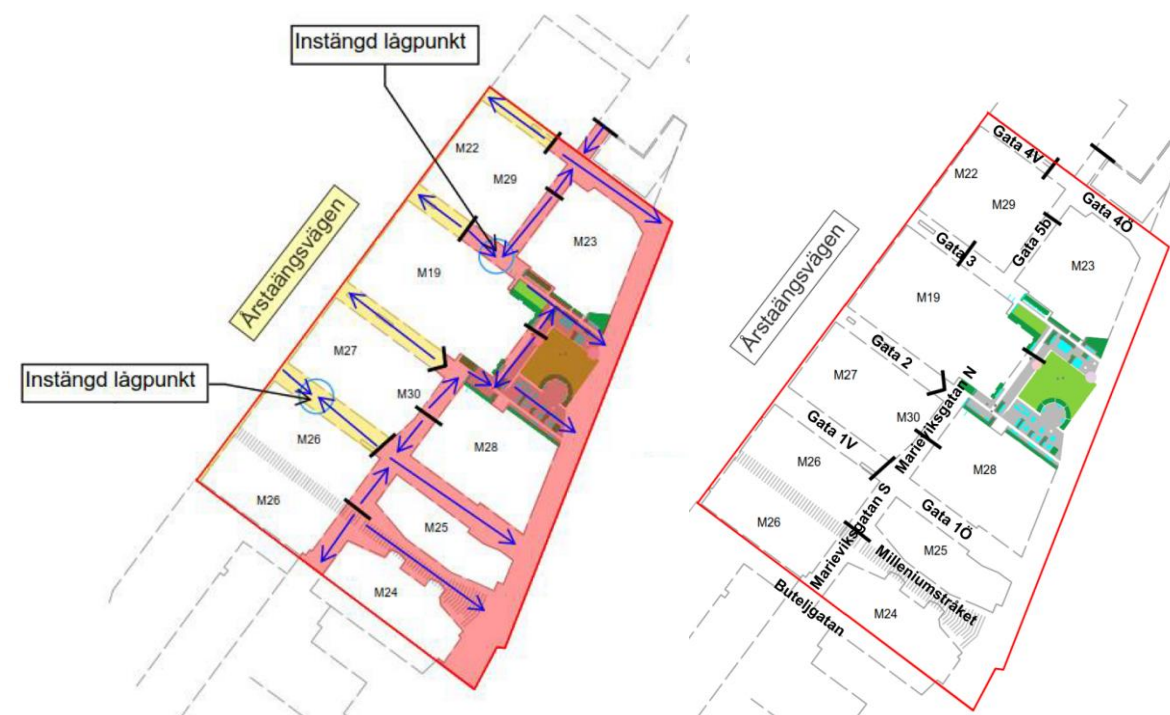 Instängd lågpunkt
M22
M29
M23
Årstaängsvägen
M19
M27
Instängd lågpunkt
M30
M26
M28
M26
M25
M24
Gata 4V
M22
M29
Gata 4Ö
Gata 5b
M23
Gata 3
Årstaängsvägen
M19
Gata 2
M27
Marieviksgatan N
M30
Gata 1V
M26
M28
M26
Marieviksgatan S
Gata 1Ö
M25
Milleniumstråket
Buteljgatan
M24